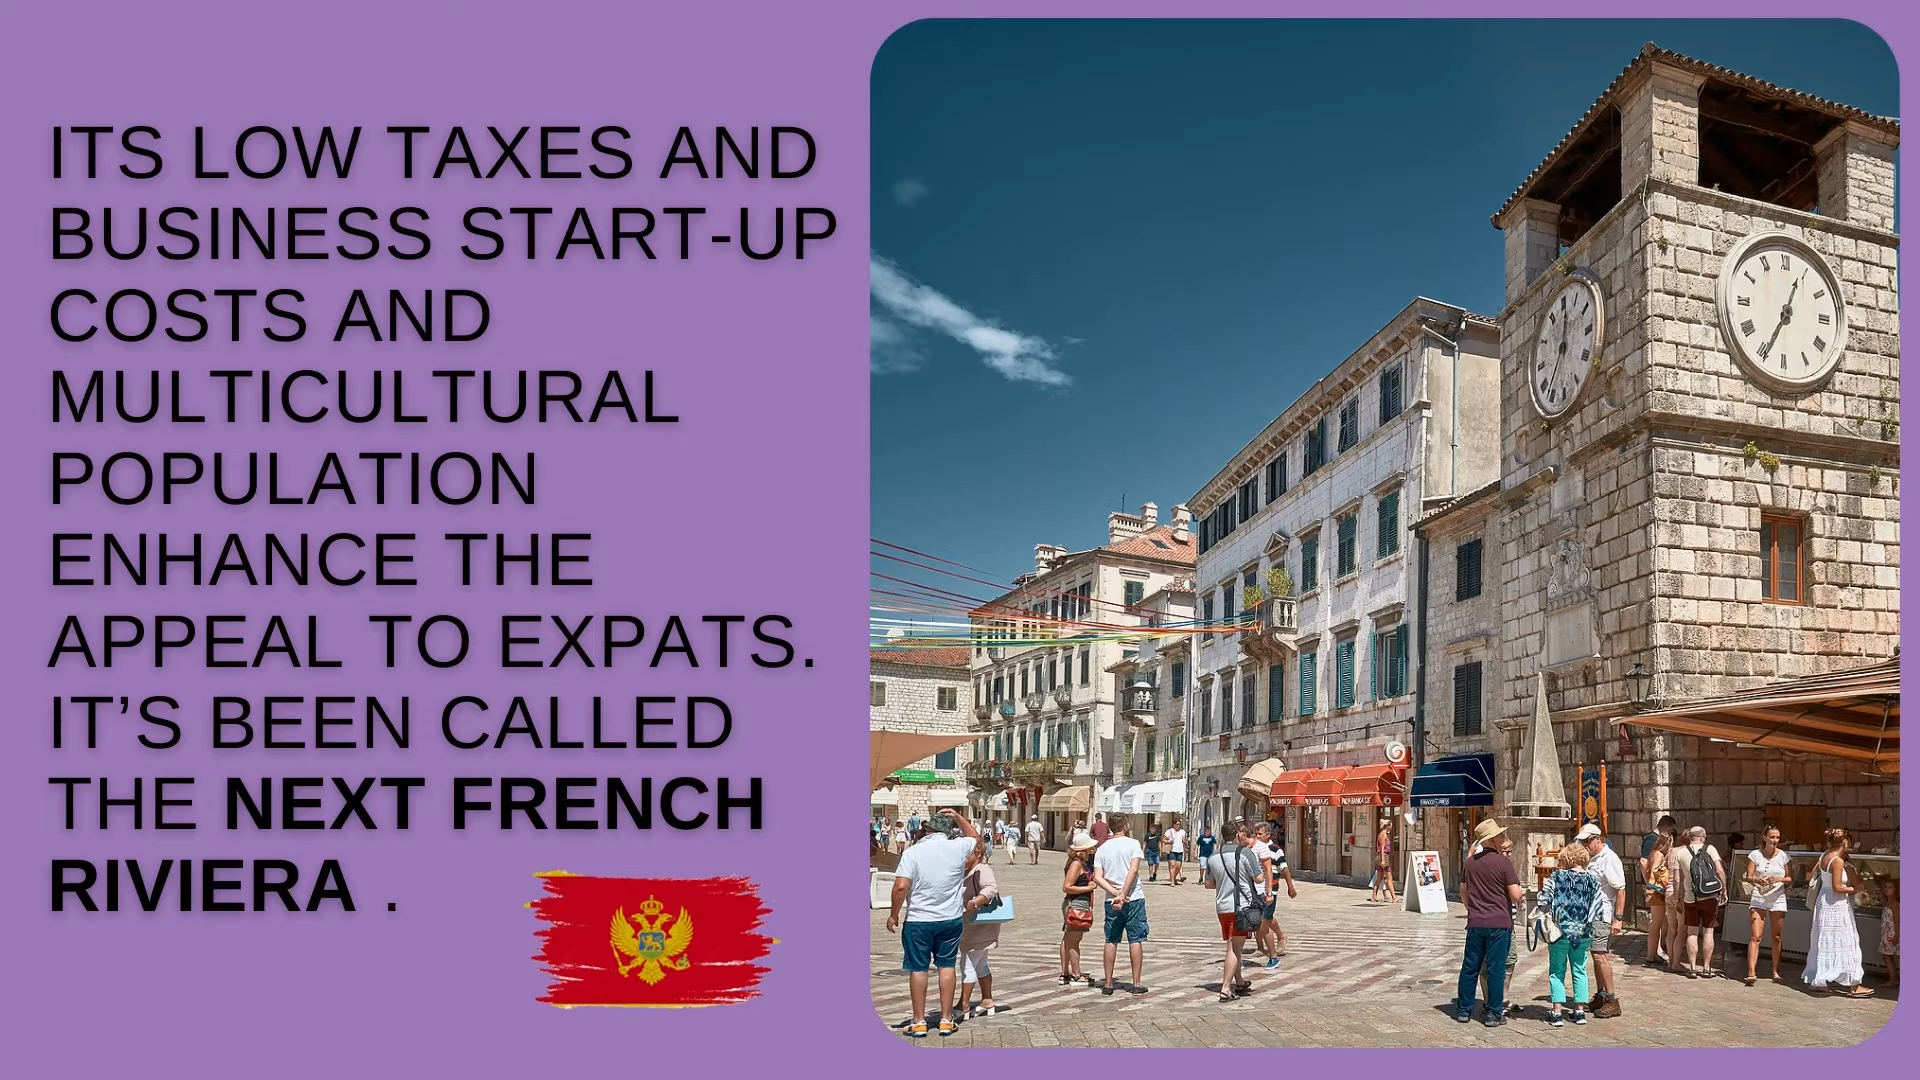 ITS LOW TAXES AND
BUSINESS START-UP
COSTS AND
MULTICULTURAL
POPULATION
ENHANCE THE
APPEAL TO EXPATS.
IT’S BEEN CALLED
THE NEXT FRENCH
RIVIERA .